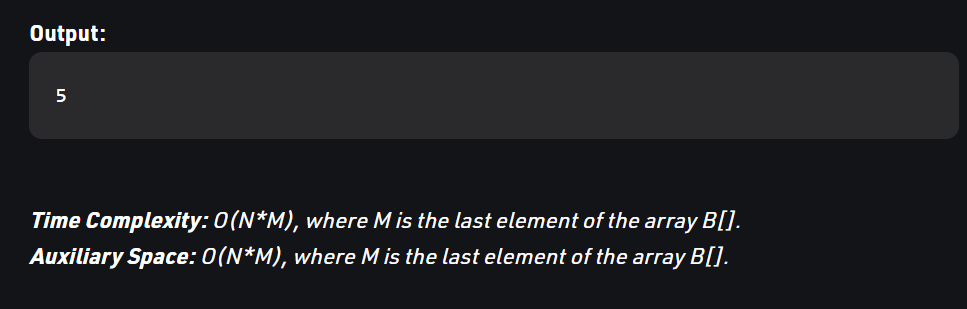 Output:
5
Time Complexity: O(N*M), where M is the last element of the array B[].
Auxiliary Space: O(N*M), where M is the last element of the array B[].